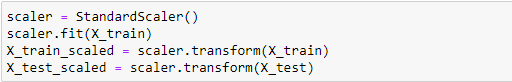 scaler = StandardScaler()
scaler.fit(X_train)
X_train_scaled = scaler.transform(X_train)
X_test_scaled = scaler.transform(X_test)